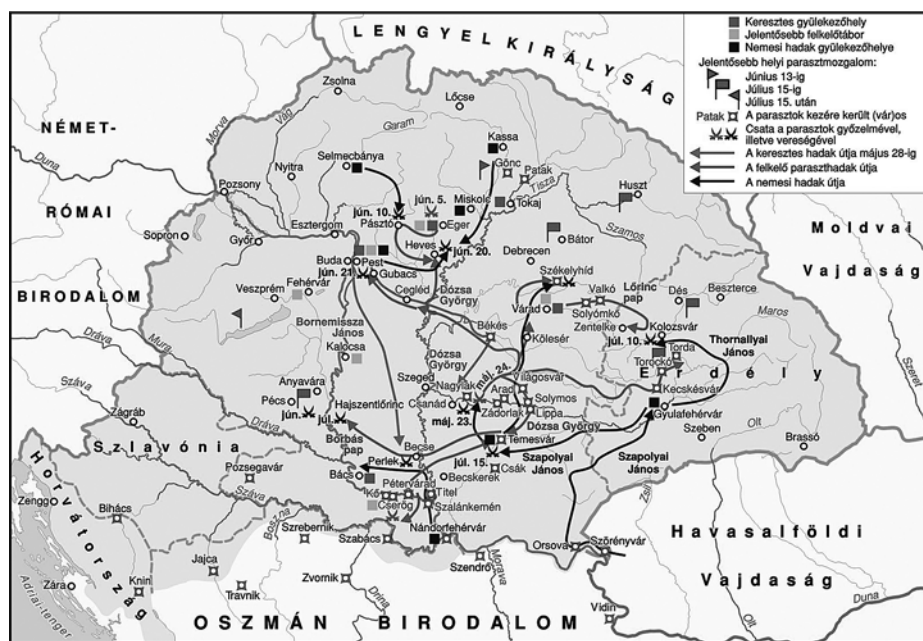 Keresztes gyülekezőhely
Jelentősebb felkelőtábor
Nemesi hadak gyülekezőhelye
Jelentősebb helyi parasztmozgalom:
Június 13-ig
Július 15-ig
Július 15. után
Patak A parasztok kezére került (vár)os
Csata a parasztok győzelmével,
illetve vereségével
A keresztes hadak útja május 28-ig
A felkelő paraszthadak útja
A nemesi hadak útja
LENGYEL KIRÁLYSÁG
NÉMET-
RÓMAI
BIRODALOM
Moldvai
Vajdaság
Havasalföldi
Vajdaság
OSZMÁN BIRODALOM
Horvátország
Szlavónia
Erdély
Adriai-tenger
Zsolna
Lőcse
Vág
Morva
Garam
Duna
Kassa
Selmecbánya
Gönc
Patak
Tisza
Nyitra
Pozsony
jún. 10.
jún. 5.
Miskolc
Tokaj
Huszt
Pásztó
Eger
Szamos
Esztergom
Sopron
Győr
Heves
jún. 20.
Bátor
Debrecen
Buda
Pest
jún. 21.
Gubacs
Székelyhíd
Veszprém
Fehérvár
Cegléd
Dózsa
György
Várad
Valkó
Lőrinc
pap
Dés
Beszterce
Solyómkő
Zentelke
Kolozsvár
Maros
Bornemissza
János
Békés
Kölesér
júl. 10.
Thornallyai
János
Kalocsa
Dózsa
György
Torda
Torockó
Mura
Dráva
Száva
Szeged
Nagylak
máj. 24.
Világosvár
Anyavára
Pécs
Arad
Solymos
Kecskésvár
Csanád
Zádorlak
Lippa
Gyulafehérvár
jún.
júl.
Hajszentlőrinc
máj. 23.
Dózsa György
Olt
Zágráb
Dráva
Borbás
pap
Becse
Temesvár
Szeben
Brassó
Perlek
júl. 15.
Csák
Szapolyai
János
Szapolyai
János
Bács
Becskerek
Pozsegavár
Pétervárad
Titel
Kő
Cserög
Szalánkemén
Száva
Zsil
Szeret
Zengg
Bihács
Boszna
Szrebernik
Szabács
Nándorfehérvár
Orsova
Szörényvár
Jajca
Szendrő
Morava
Zára
Knin
Travnik
Zvornik
Drina
Vidin
Olt
Duna